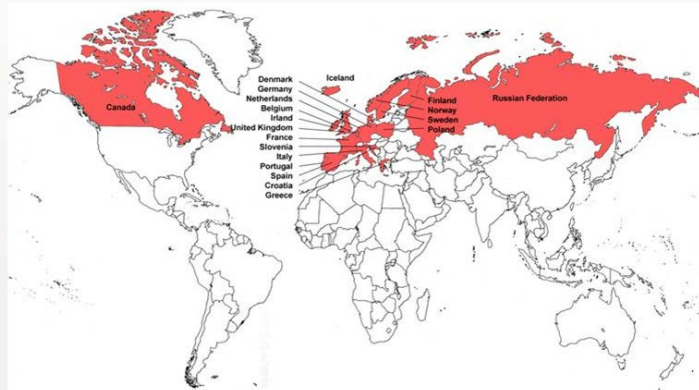 Canada
Iceland
Denmark
Germany
Netherlands
Belgium
Irland
United Kingdom
France
Slovenia
Italy
Portugal
Spain
Croatia
Greece
Finland
Norway
Sweden
Poland
Russian Federation